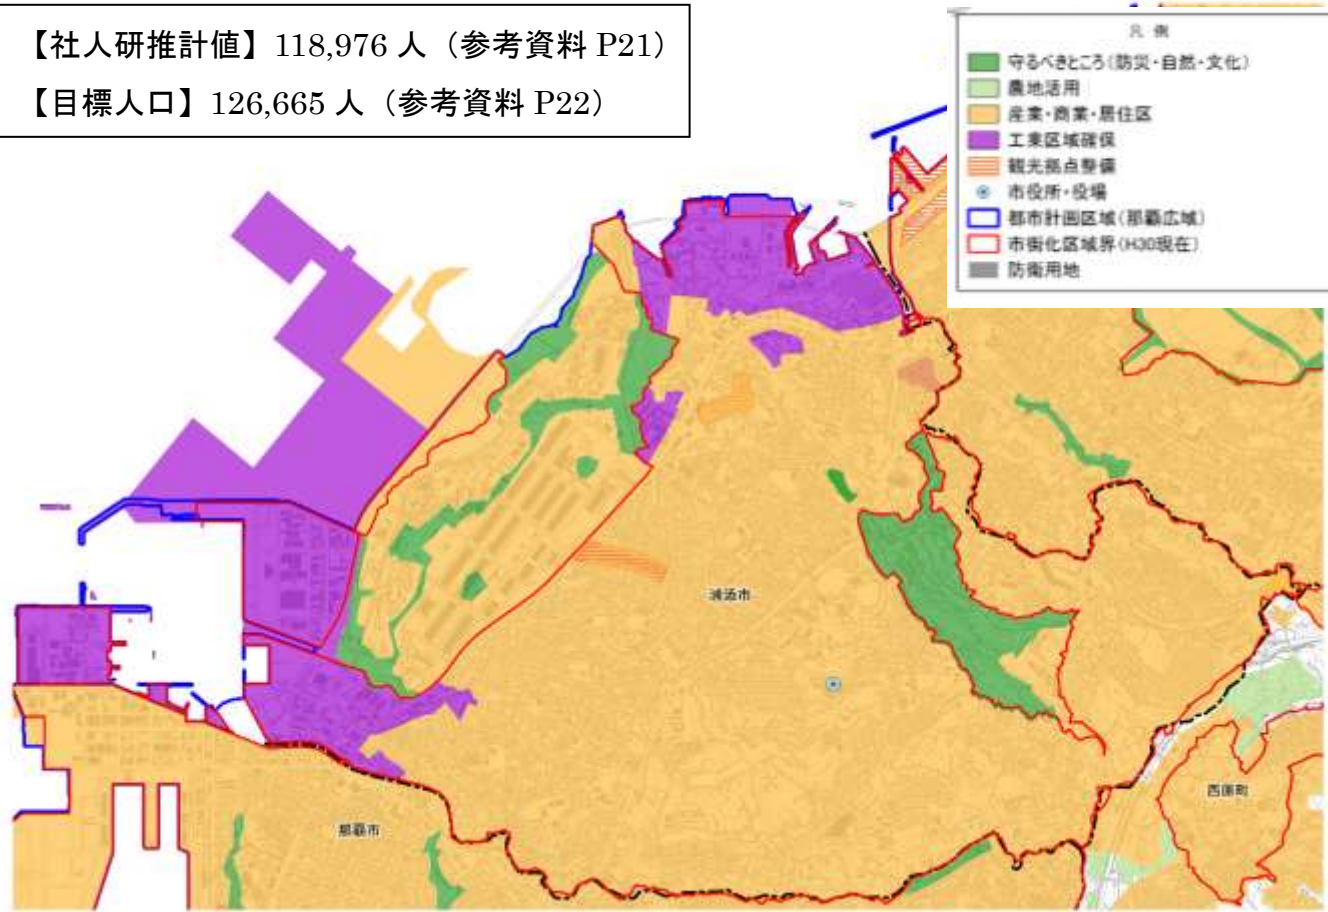 【社人研推計値】118,976 人（参考資料 P21）
【目標人口】126,665 人（参考資料 P22）
凡 例
守るべきところ(防災・自然・文化)
農地活用
産業・商業・居住区
工業区域確保
観光拠点整備
市役所・役場
都市計画区域(那覇広域)
市街化区域界(H30現在)
防衛用地
浦添市
西原町
那覇市